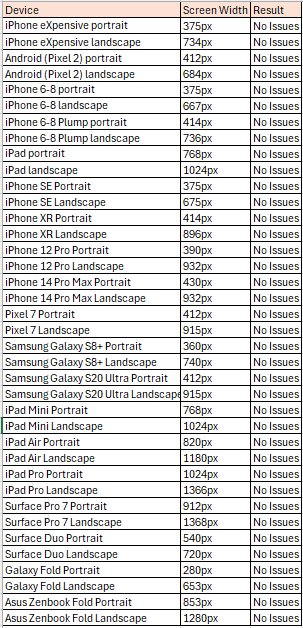 Device Screen Width Result
iPhone eXpensive portrait 375px No Issues
iPhone eXpensive landscape 734px No Issues
Android (Pixel 2) portrait 412px No Issues
Android (Pixel 2) landscape 684px No Issues
iPhone 6-8 portrait 375px No Issues
iPhone 6-8 landscape 667px No Issues
iPhone 6-8 Plump portrait 414px No Issues
iPhone 6-8 Plump landscape 736px No Issues
iPad portrait 768px No Issues
iPad landscape 1024px No Issues
iPhone SE Portrait 375px No Issues
iPhone SE Landscape 675px No Issues
iPhone XR Portrait 414px No Issues
iPhone XR Landscape 896px No Issues
iPhone 12 Pro Portrait 390px No Issues
iPhone 12 Pro Landscape 932px No Issues
iPhone 14 Pro Max Portrait 430px No Issues
iPhone 14 Pro Max Landscape 932px No Issues
Pixel 7 Portrait 412px No Issues
Pixel 7 Landscape 915px No Issues
Samsung Galaxy S8+ Portrait 360px No Issues
Samsung Galaxy S8+ Landscape 740px No Issues
Samsung Galaxy S20 Ultra Portrait 412px No Issues
Samsung Galaxy S20 Ultra Landscape 915px No Issues
iPad Mini Portrait 768px No Issues
iPad Mini Landscape 1024px No Issues
iPad Air Portrait 820px No Issues
iPad Air Landscape 1180px No Issues
iPad Pro Portrait 1024px No Issues
iPad Pro Landscape 1366px No Issues
Surface Pro 7 Portrait 912px No Issues
Surface Pro 7 Landscape 1368px No Issues
Surface Duo Portrait 540px No Issues
Surface Duo Landscape 720px No Issues
Galaxy Fold Portrait 280px No Issues
Galaxy Fold Landscape 653px No Issues
Asus Zenbook Fold Portrait 853px No Issues
Asus Zenbook Fold Landscape 1280px No Issues